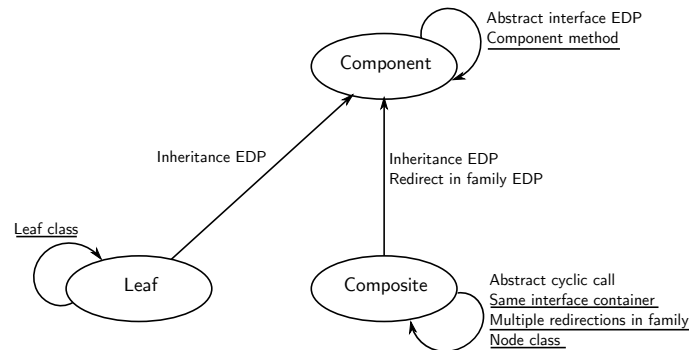 Abstract interface EDP
Component method
Component
Inheritance EDP
Inheritance EDP
Redirect in family EDP
Leaf class
Leaf
Composite
Abstract cyclic call
Same interface container
Multiple redirections in family
Node class